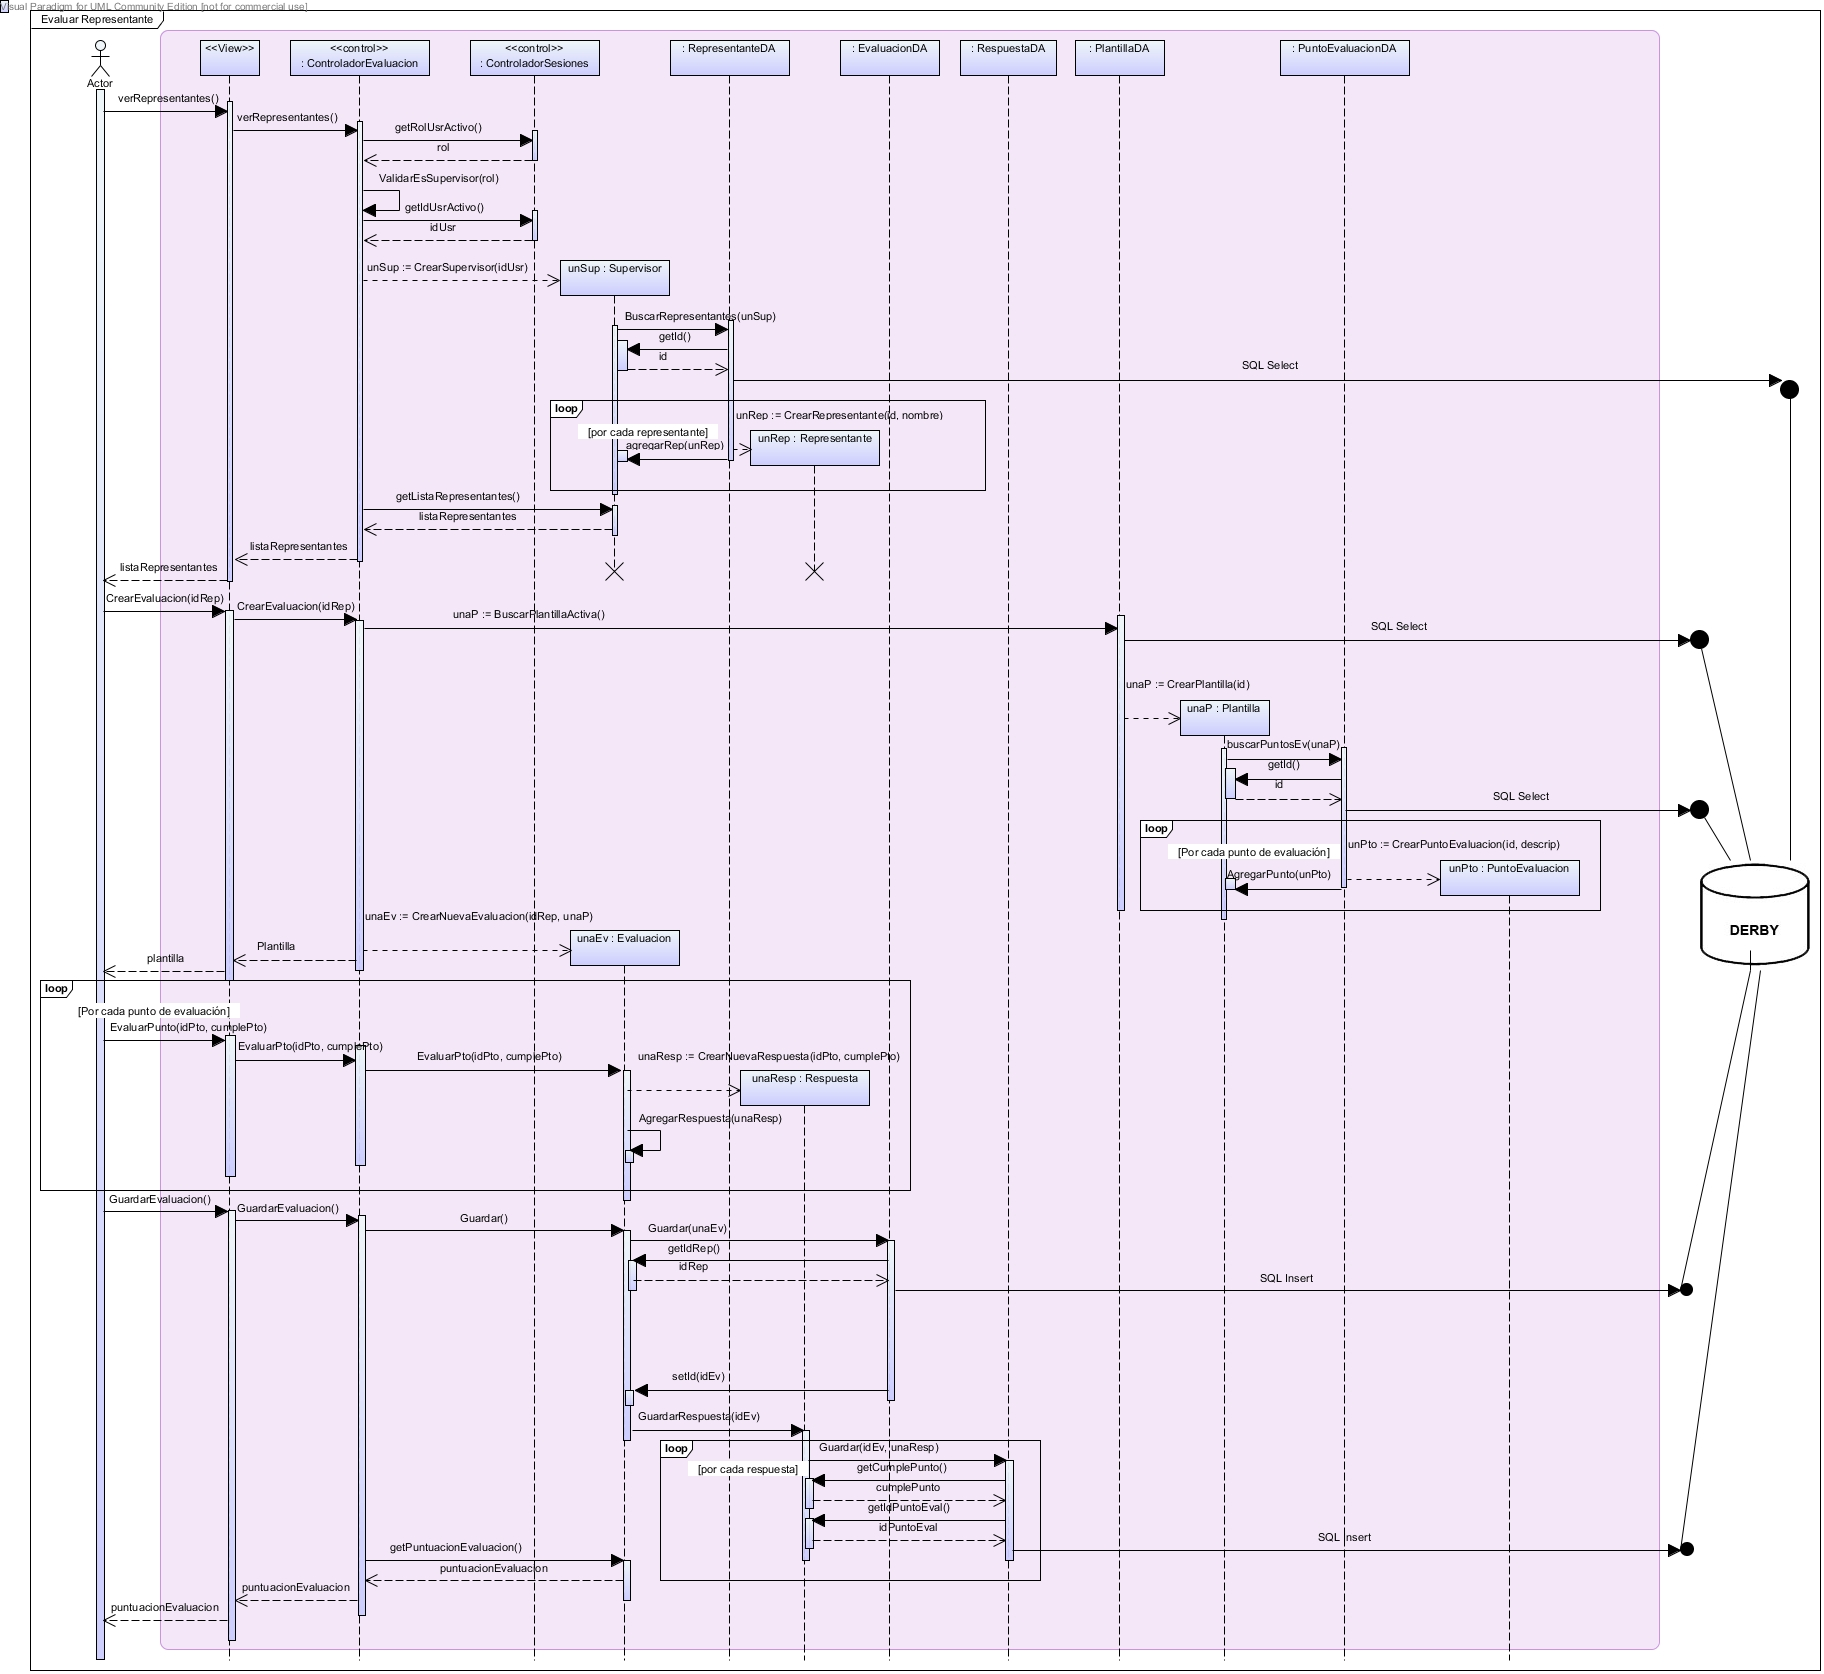 Visual Paradigm for UML Community Edition [not for commercial use]
Evaluar Representante
Actor
<<View>>
<<control>>
: ControladorEvaluacion
<<control>>
: ControladorSesiones
: RepresentanteDA
: EvaluacionDA
: RespuestaDA
: PlantillaDA
: PuntoEvaluacionDA
verRepresentantes()
verRepresentantes()
getRolUsrActivo()
rol
ValidarEsSupervisor(rol)
getIdUsrActivo()
idUsr
unSup := CrearSupervisor(idUsr)
unSup : Supervisor
BuscarRepresentantes(unSup)
getId()
id
SQL Select
loop
[por cada representante]
unRep := CrearRepresentante(id, nombre)
unRep : Representante
agregarRep(unRep)
getListaRepresentantes()
listaRepresentantes
listaRepresentantes
listaRepresentantes
CrearEvaluacion(idRep)
CrearEvaluacion(idRep)
unaP := BuscarPlantillaActiva()
SQL Select
unaP := CrearPlantilla(id)
unaP : Plantilla
buscarPuntosEv(unaP)
getId()
id
SQL Select
loop
[Por cada punto de evaluación]
unPto := CrearPuntoEvaluacion(id, descrip)
unPto : PuntoEvaluacion
AgregarPunto(unPto)
DERBY
unaEv := CrearNuevaEvaluacion(idRep, unaP)
unaEv : Evaluacion
Plantilla
plantilla
loop
[Por cada punto de evaluación]
EvaluarPunto(idPto, cumplePto)
EvaluarPto(idPto, cumplePto)
EvaluarPto(idPto, cumplePto)
unaResp := CrearNuevaRespuesta(idPto, cumplePto)
unaResp : Respuesta
AgregarRespuesta(unaResp)
GuardarEvaluacion()
GuardarEvaluacion()
Guardar()
Guardar(unaEv)
getIdRep()
idRep
SQL Insert
setId(idEv)
GuardarRespuesta(idEv)
loop
[por cada respuesta]
Guardar(idEv, unaResp)
getCumplePunto()
cumplePunto
getIdPuntoEval()
idPuntoEval
SQL Insert
getPuntuacionEvaluacion()
puntuacionEvaluacion
puntuacionEvaluacion
puntuacionEvaluacion